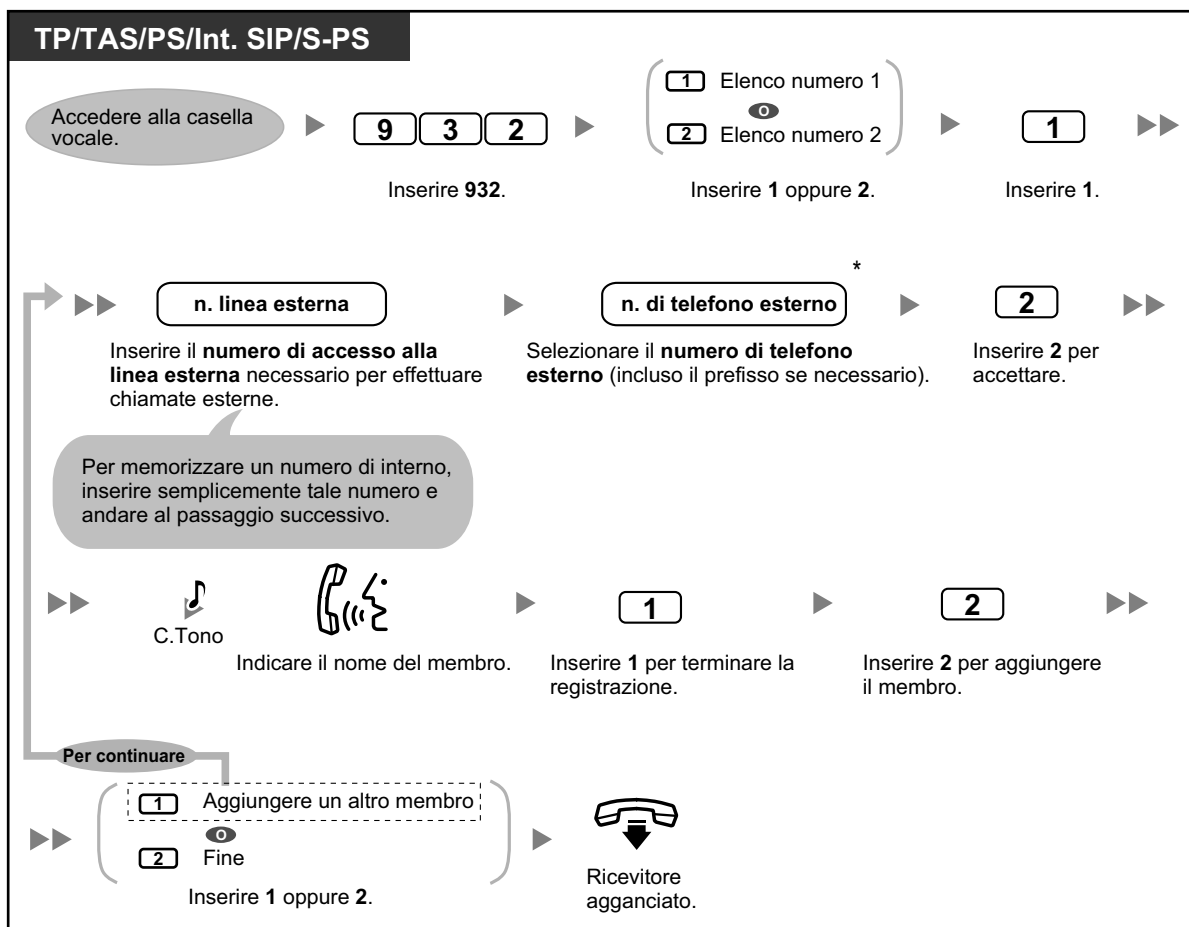 TP/TAS/PS/Int. SIP/S-PS
Accedere alla casella
vocale.
9 3 2
Inserire 932.
1 Elenco numero 1
O
2 Elenco numero 2
Inserire 1 oppure 2.
1
Inserire 1.
n. linea esterna
Inserire il numero di accesso alla
linea esterna necessario per effettuare
chiamate esterne.
Per memorizzare un numero di interno,
inserire semplicemente tale numero e
andare al passaggio successivo.
*
n. di telefono esterno
Selezionare il numero di telefono
esterno (incluso il prefisso se necessario).
2
Inserire 2 per
accettare.
C.Tono
Indicare il nome del membro.
1
Inserire 1 per terminare la
registrazione.
2
Inserire 2 per aggiungere
il membro.
Per continuare
1 Aggiungere un altro membro
O
2 Fine
Inserire 1 oppure 2.
Ricevitore
agganciato.